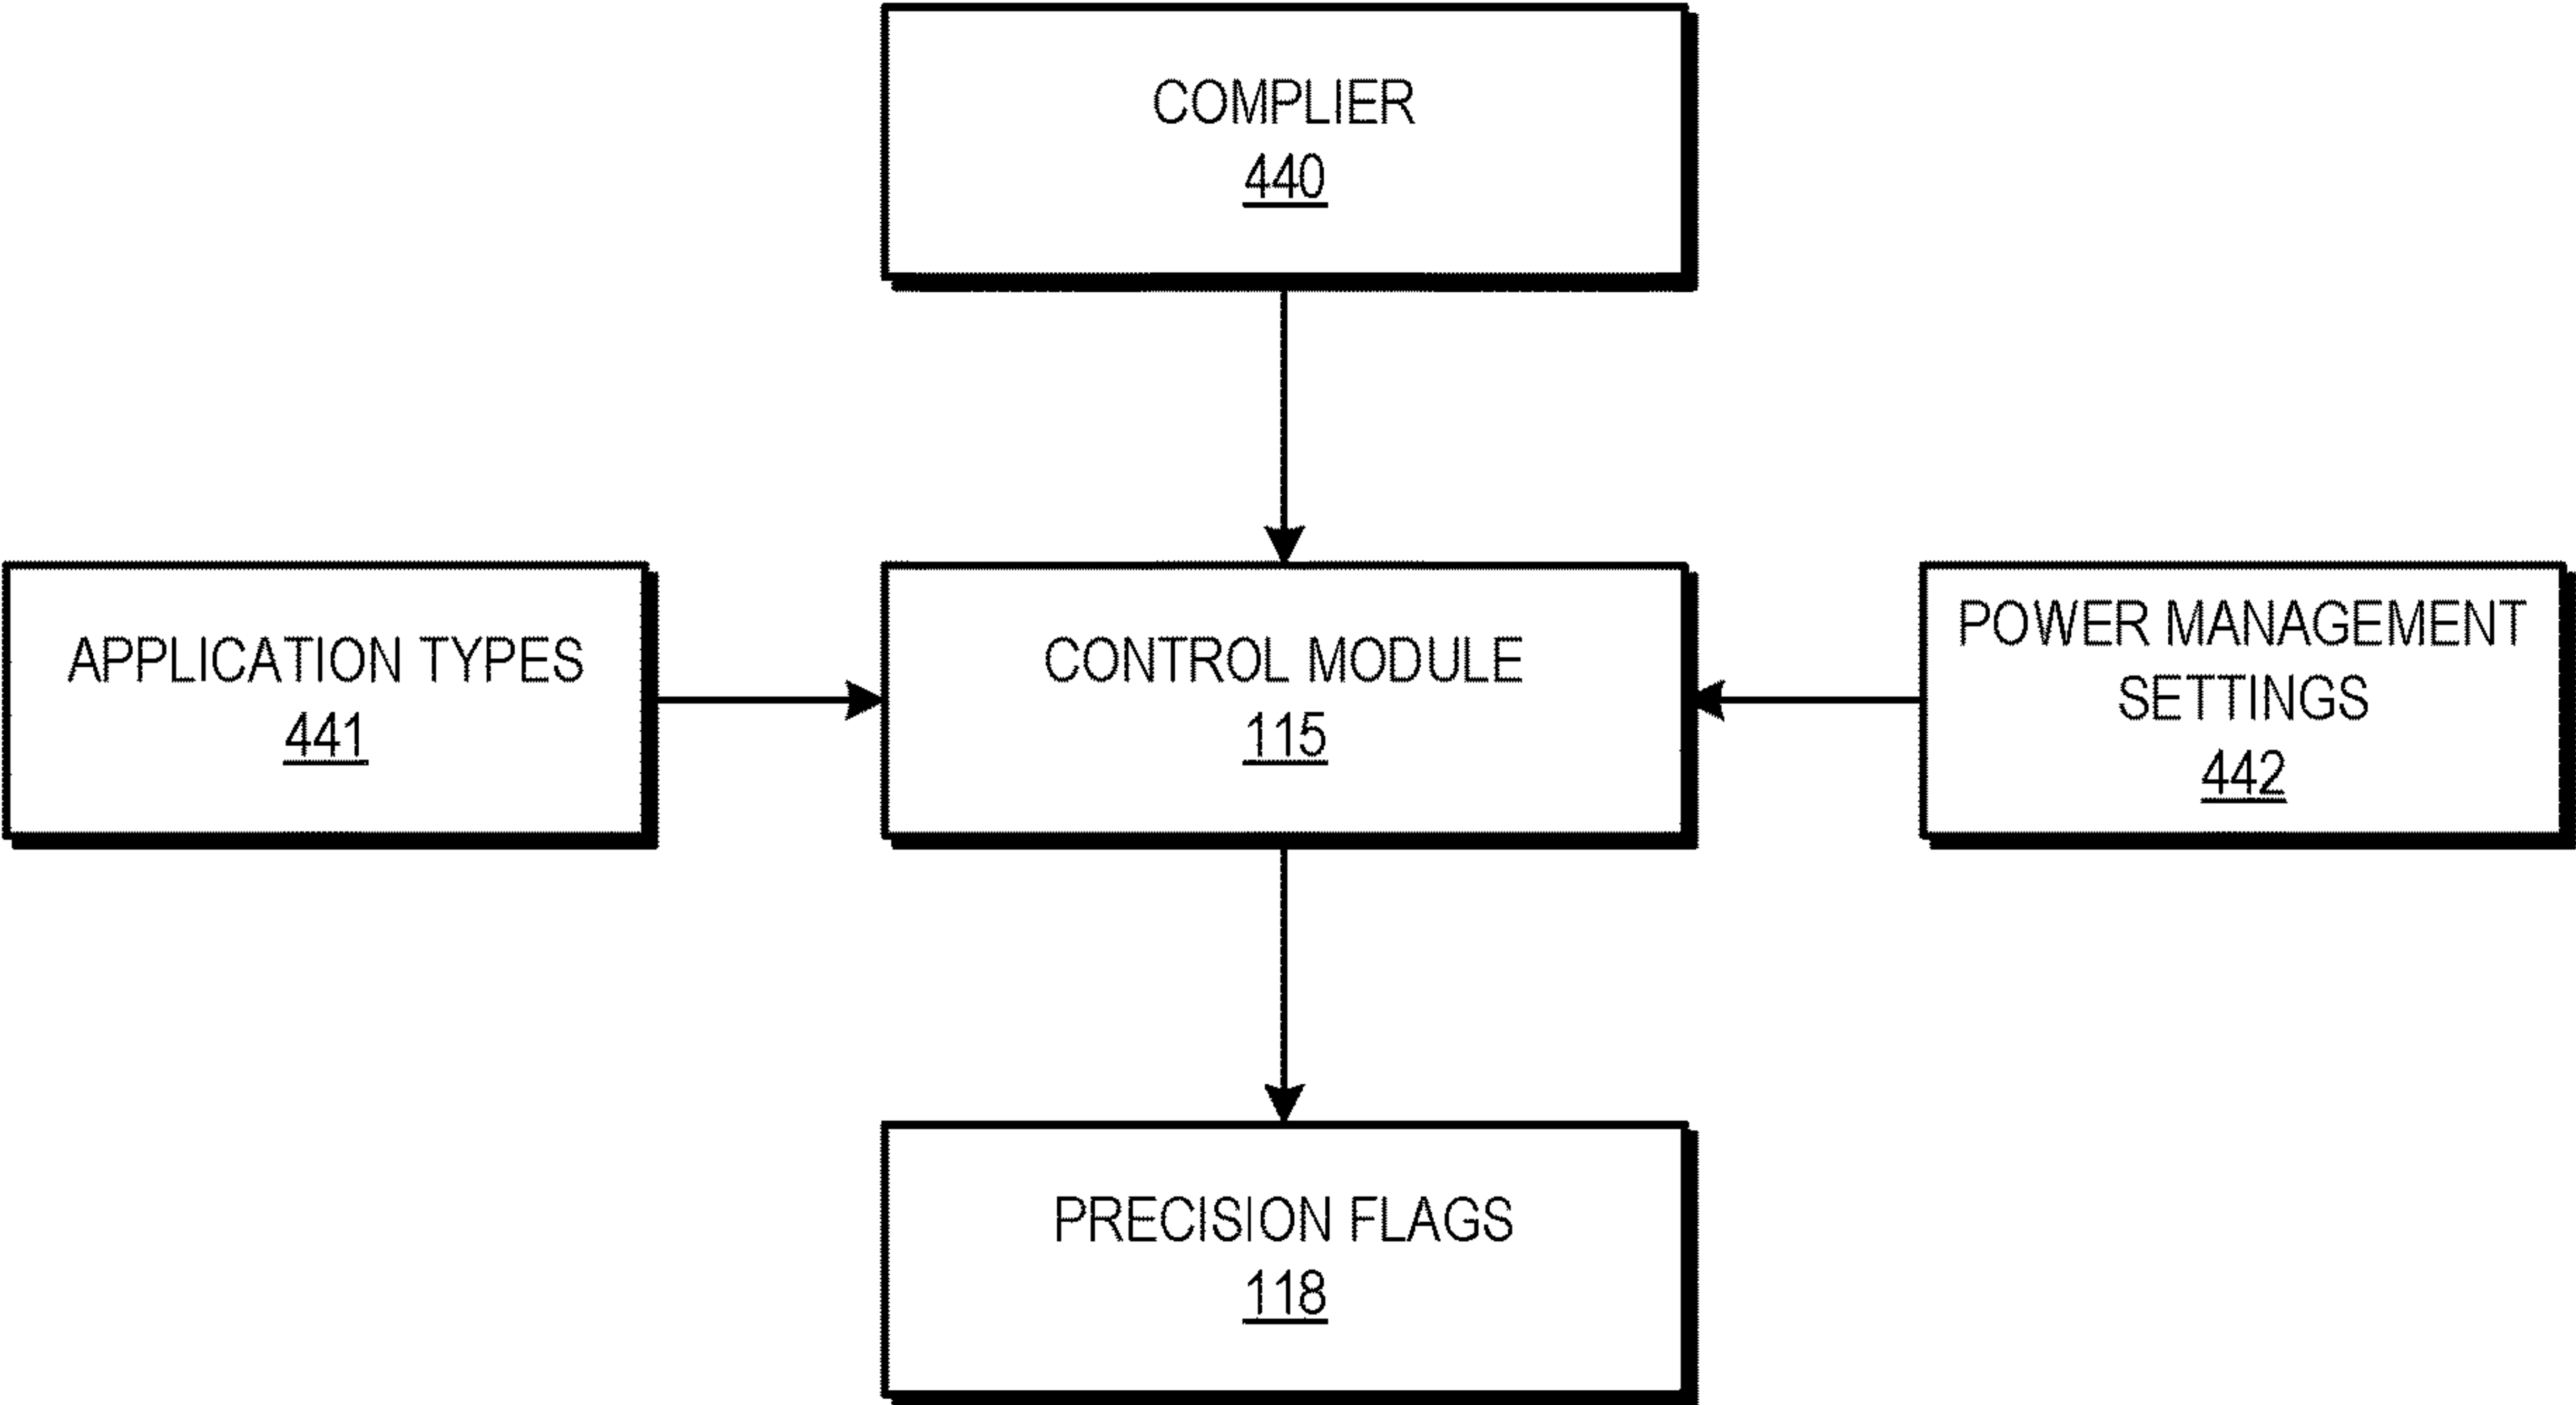 COMPLIER
440
APPLICATION TYPES
441
CONTROL MODULE
115
POWER MANAGEMENT
SETTINGS
442
PRECISION FLAGS
118